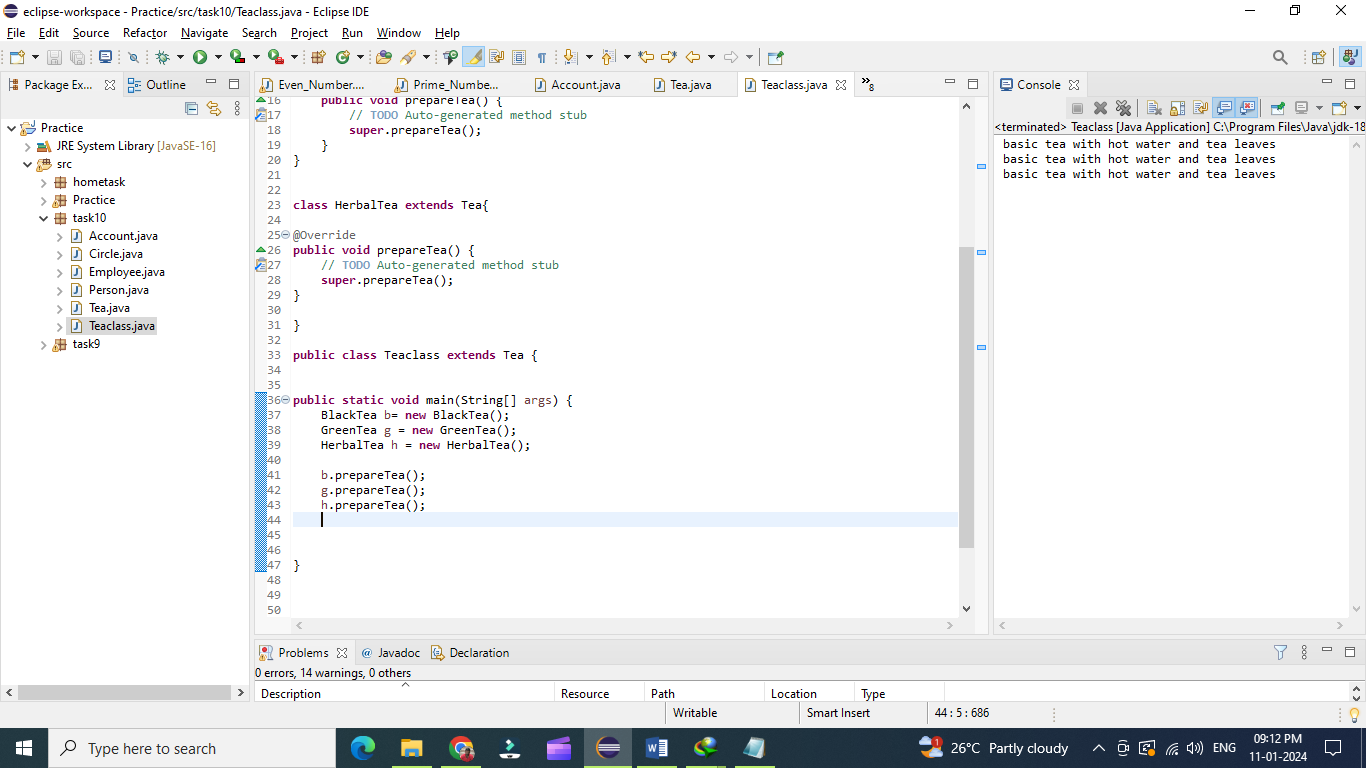 eclipse-workspace - Practice/src/task10/Teaclass.java - Eclipse IDE
File Edit Source Refactor Navigate Search Project Run Window Help
Package Ex... Outline
Even_Number.... Prime_Numbe... Account.java Tea.java Teaclass.java »8
Console
Practice
JRE System Library [JavaSE-16]
src
hometask
Practice
task10
Account.java
Circle.java
Employee.java
Person.java
Tea.java
Teaclass.java
task9
16 public void prepareTea() {
17 // TODO Auto-generated method stub
18 super.prepareTea();
19 }
20 }
21
22
23 class HerbalTea extends Tea{
24
25 @Override
26 public void prepareTea() {
27 // TODO Auto-generated method stub
28 super.prepareTea();
29 }
30
31 }
32
33 public class Teaclass extends Tea {
34
35
36 public static void main(String[] args) {
37 BlackTea b= new BlackTea();
38 GreenTea g = new GreenTea();
39 HerbalTea h = new HerbalTea();
40
41 b.prepareTea();
42 g.prepareTea();
43 h.prepareTea();
44
45
46
47 }
48
49
50
<terminated> Teaclass [Java Application] C:\Program Files\Java\jdk-18
basic tea with hot water and tea leaves
basic tea with hot water and tea leaves
basic tea with hot water and tea leaves
Problems @ Javadoc Declaration
0 errors, 14 warnings, 0 others
Description Resource Path Location Type
Writable Smart Insert 44 : 5 : 686
Type here to search
26°C Partly cloudy ENG 09:12 PM
11-01-2024